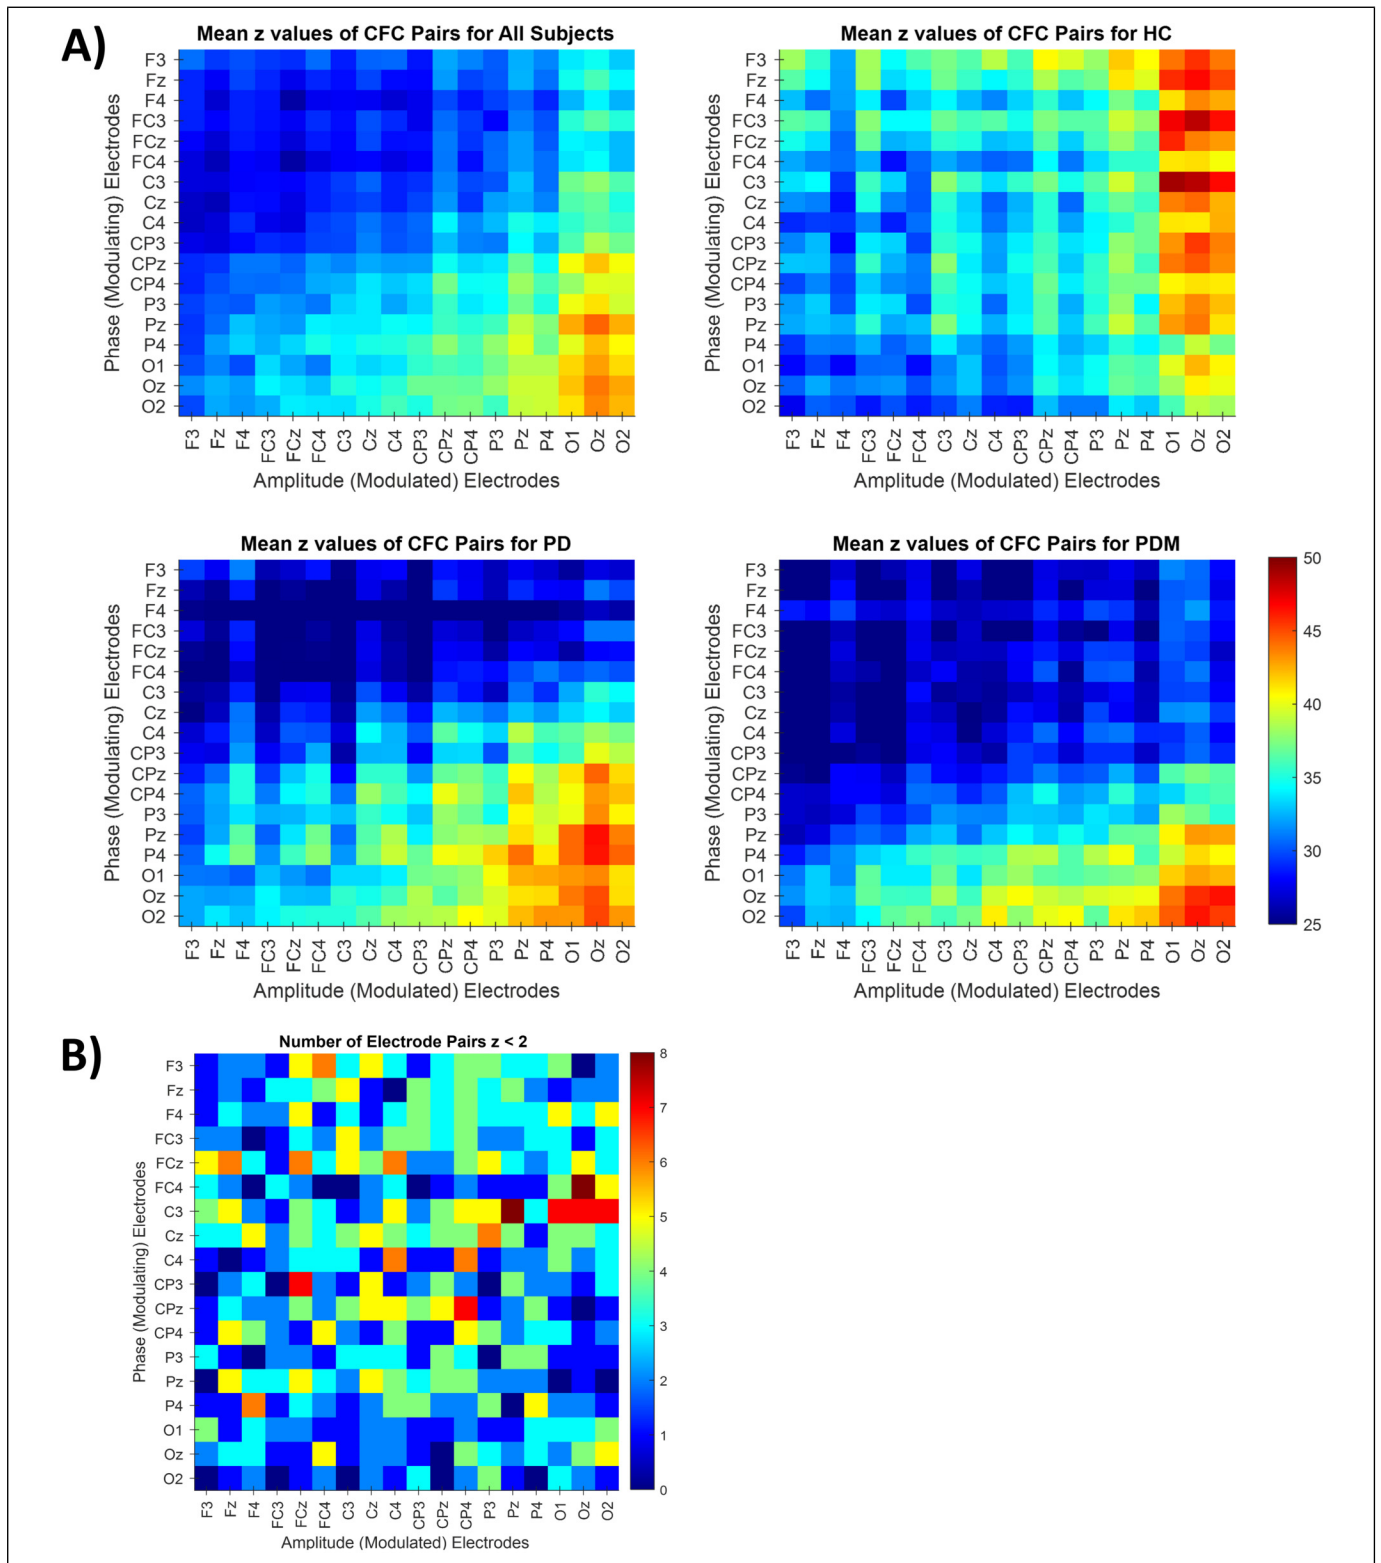 A)
Mean z values of CFC Pairs for All Subjects
F3
Fz
F4
FC3
FCz
FC4
C3
Cz
C4
CP3
CPz
CP4
P3
Pz
P4
O1
Oz
O2
Phase (Modulating) Electrodes
F3 Fz F4 FC3 FCz FC4 C3 Cz C4 CP3 CPz CP4 P3 Pz P4 O1 Oz O2
Amplitude (Modulated) Electrodes
Mean z values of CFC Pairs for HC
F3
Fz
F4
FC3
FCz
FC4
C3
Cz
C4
CP3
CPz
CP4
P3
Pz
P4
O1
Oz
O2
Phase (Modulating) Electrodes
F3 Fz F4 FC3 FCz FC4 C3 Cz C4 CP3 CPz CP4 P3 Pz P4 O1 Oz O2
Amplitude (Modulated) Electrodes
Mean z values of CFC Pairs for PD
F3
Fz
F4
FC3
FCz
FC4
C3
Cz
C4
CP3
CPz
CP4
P3
Pz
P4
O1
Oz
O2
Phase (Modulating) Electrodes
F3 Fz F4 FC3 FCz FC4 C3 Cz C4 CP3 CPz CP4 P3 Pz P4 O1 Oz O2
Amplitude (Modulated) Electrodes
Mean z values of CFC Pairs for PDM
F3
Fz
F4
FC3
FCz
FC4
C3
Cz
C4
CP3
CPz
CP4
P3
Pz
P4
O1
Oz
O2
Phase (Modulating) Electrodes
F3 Fz F4 FC3 FCz FC4 C3 Cz C4 CP3 CPz CP4 P3 Pz P4 O1 Oz O2
Amplitude (Modulated) Electrodes
50
45
40
35
30
25
B)
Number of Electrode Pairs z < 2
F3
Fz
F4
FC3
FCz
FC4
C3
Cz
C4
CP3
CPz
CP4
P3
Pz
P4
O1
Oz
O2
Phase (Modulating) Electrodes
F3 Fz F4 FC3 FCz FC4 C3 Cz C4 CP3 CPz CP4 P3 Pz P4 O1 Oz O2
Amplitude (Modulated) Electrodes
8
7
6
5
4
3
2
1
0